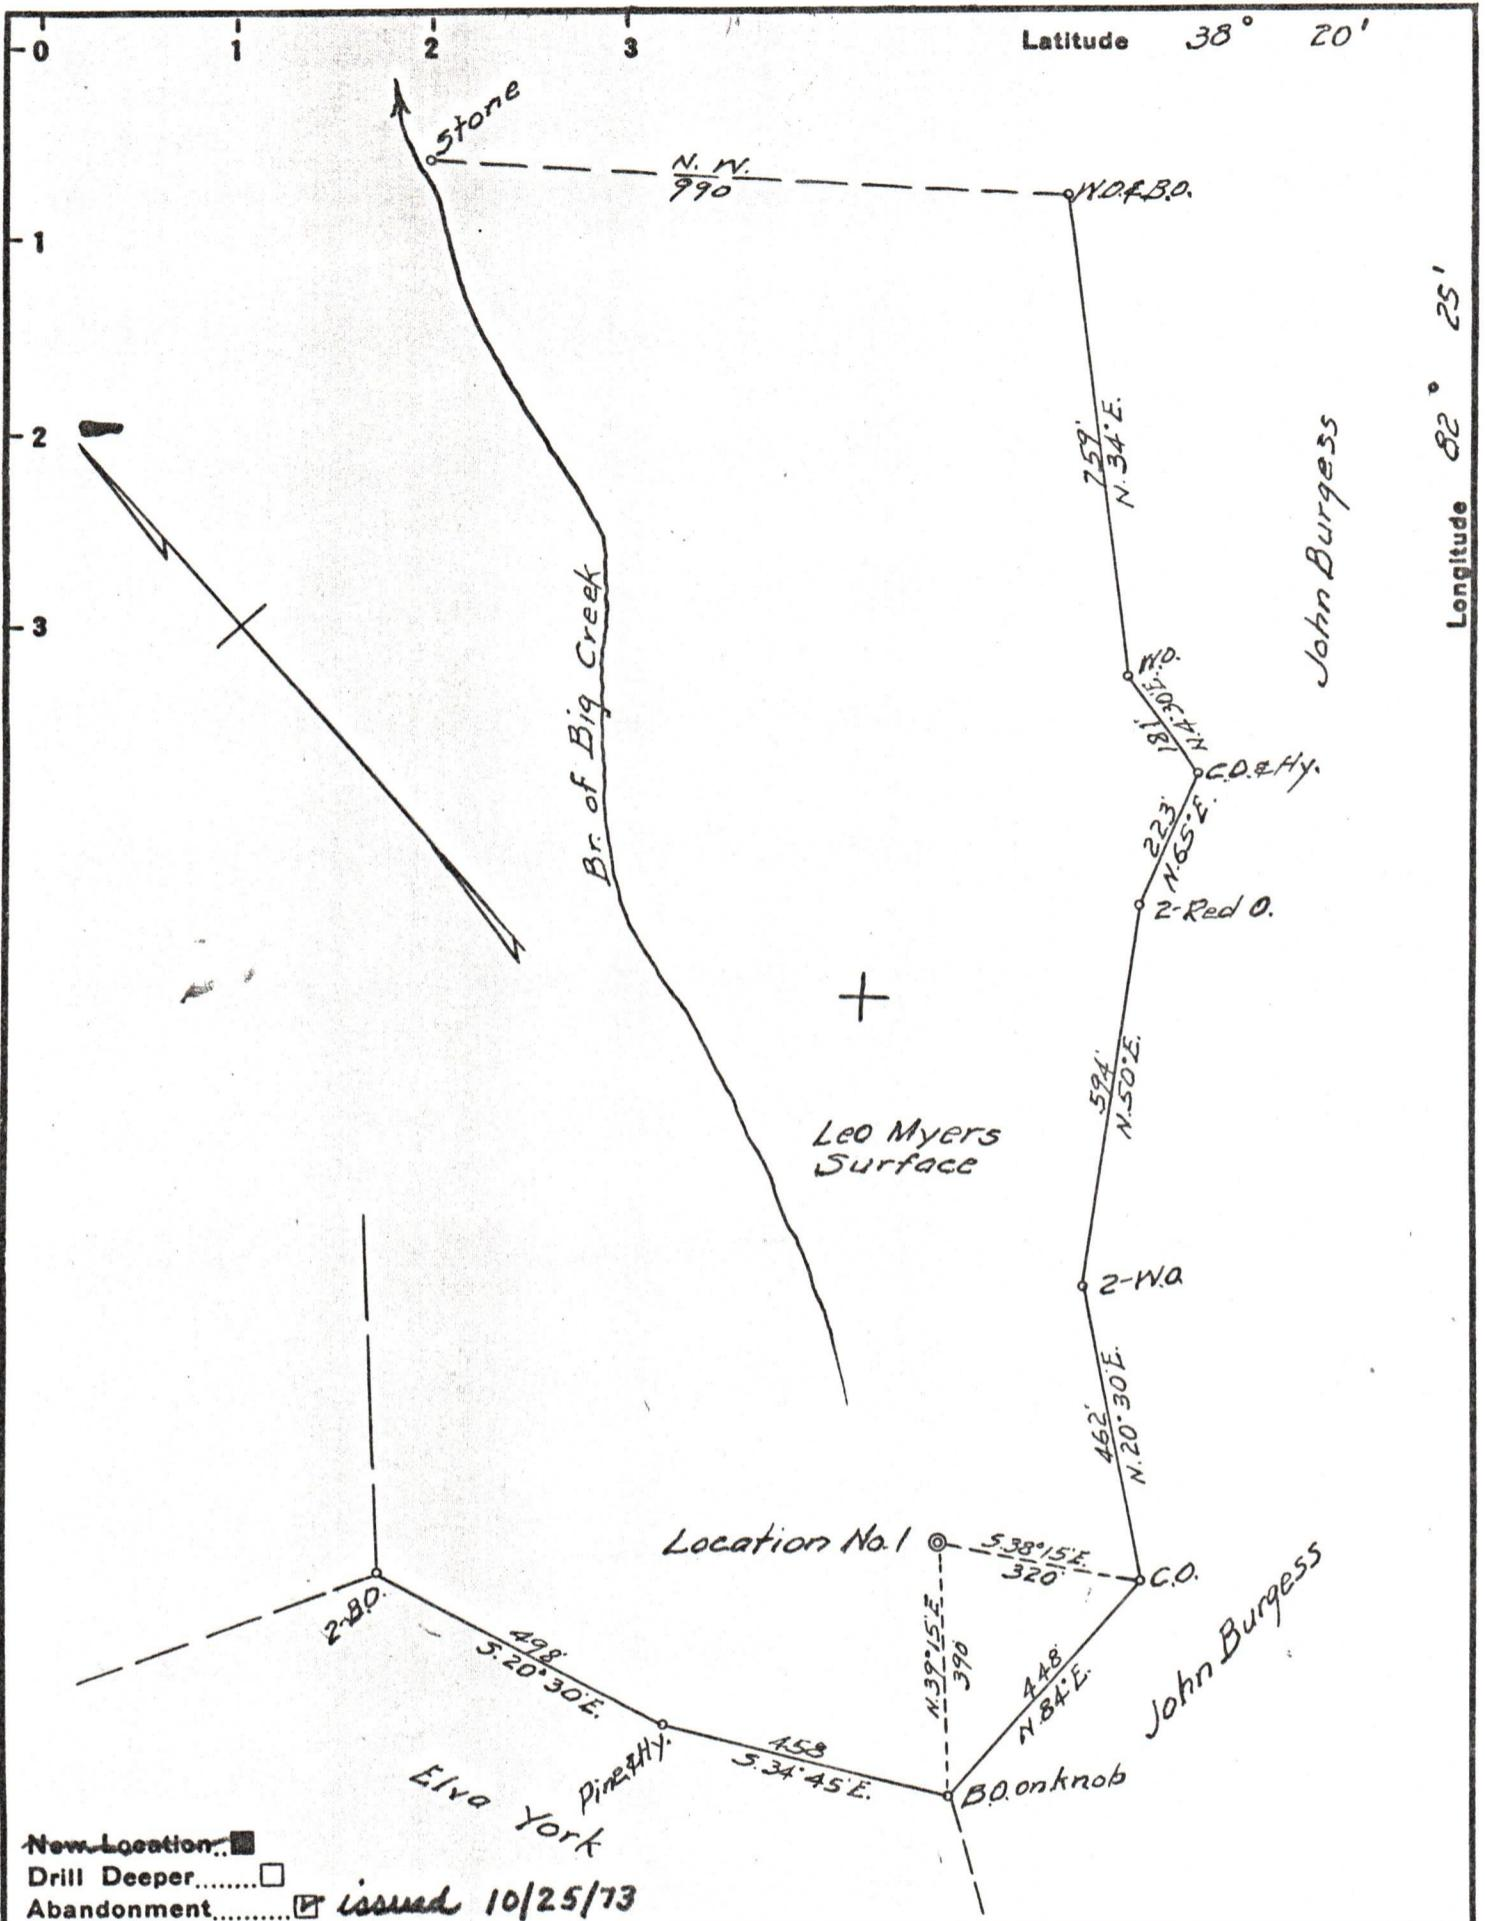 0 1 2 3 Latitude 38° 20'
Stone
N. W.
990
W.O. & B.O.
1
2
3
Longitude 82° 25'
759'
N. 34° E.
John Burgess
Br. of Big Creek
W.O.
181'
N. 4° 30' E.
C.O. & Hy.
223'
N. 65° E.
2-Red O.
594'
N. 50° E.
Leo Myers
Surface
2-W.O.
462'
N. 20° 30' E.
Location No. 1
S. 38° 15' E.
320'
C.O.
N. 39° 15' E.
390'
448'
N. 84° E.
John Burgess
2-B.O.
498'
S. 20° 30' E.
Pine & Hy.
458
S. 34° 45' E.
B.O. on knob
Elva York
New Location..
Drill Deeper........
Abandonment.......... issued 10/25/73